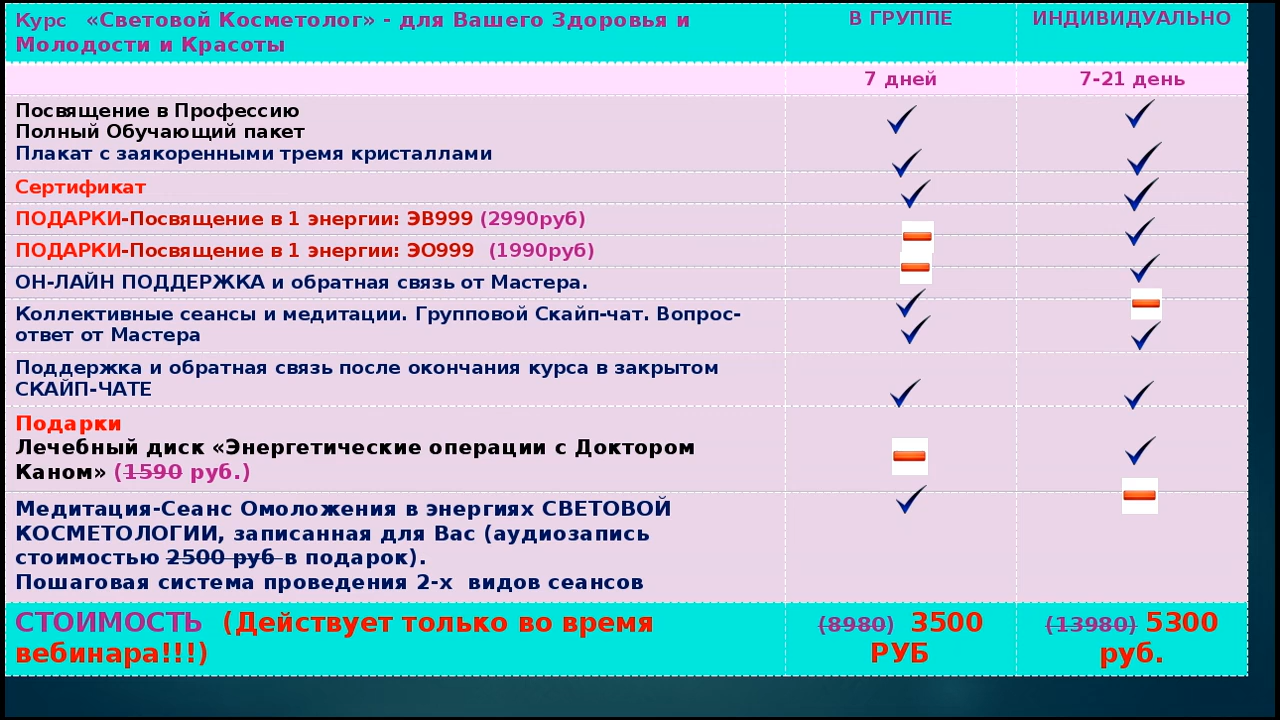 Курс «Световой Косметолог» - для Вашего Здоровья и
Молодости и Красоты
В ГРУППЕ
ИНДИВИДУАЛЬНО
7 дней
7-21 день
Посвящение в Профессию
Полный Обучающий пакет
Плакат с заякоренными тремя кристаллами
Сертификат
ПОДАРКИ-Посвящение в 1 энергии: ЭВ999 (2990руб)
ПОДАРКИ-Посвящение в 1 энергии: ЭО999 (1990руб)
ОН-ЛАЙН ПОДДЕРЖКА и обратная связь от Мастера.
Коллективные сеансы и медитации. Групповой Скайп-чат. Вопрос-
ответ от Мастера
Поддержка и обратная связь после окончания курса в закрытом
СКАЙП-ЧАТЕ
Подарки
Лечебный диск «Энергетические операции с Доктором
Каном» (1590 руб.)
Медитация-Сеанс Омоложения в энергиях СВЕТОВОЙ
КОСМЕТОЛОГИИ, записанная для Вас (аудиозапись
стоимостью 2500 руб в подарок).
Пошаговая система проведения 2-х видов сеансов
СТОИМОСТЬ (Действует только во время
вебинара!!!)
(8980) 3500
РУБ
(13980) 5300
руб.